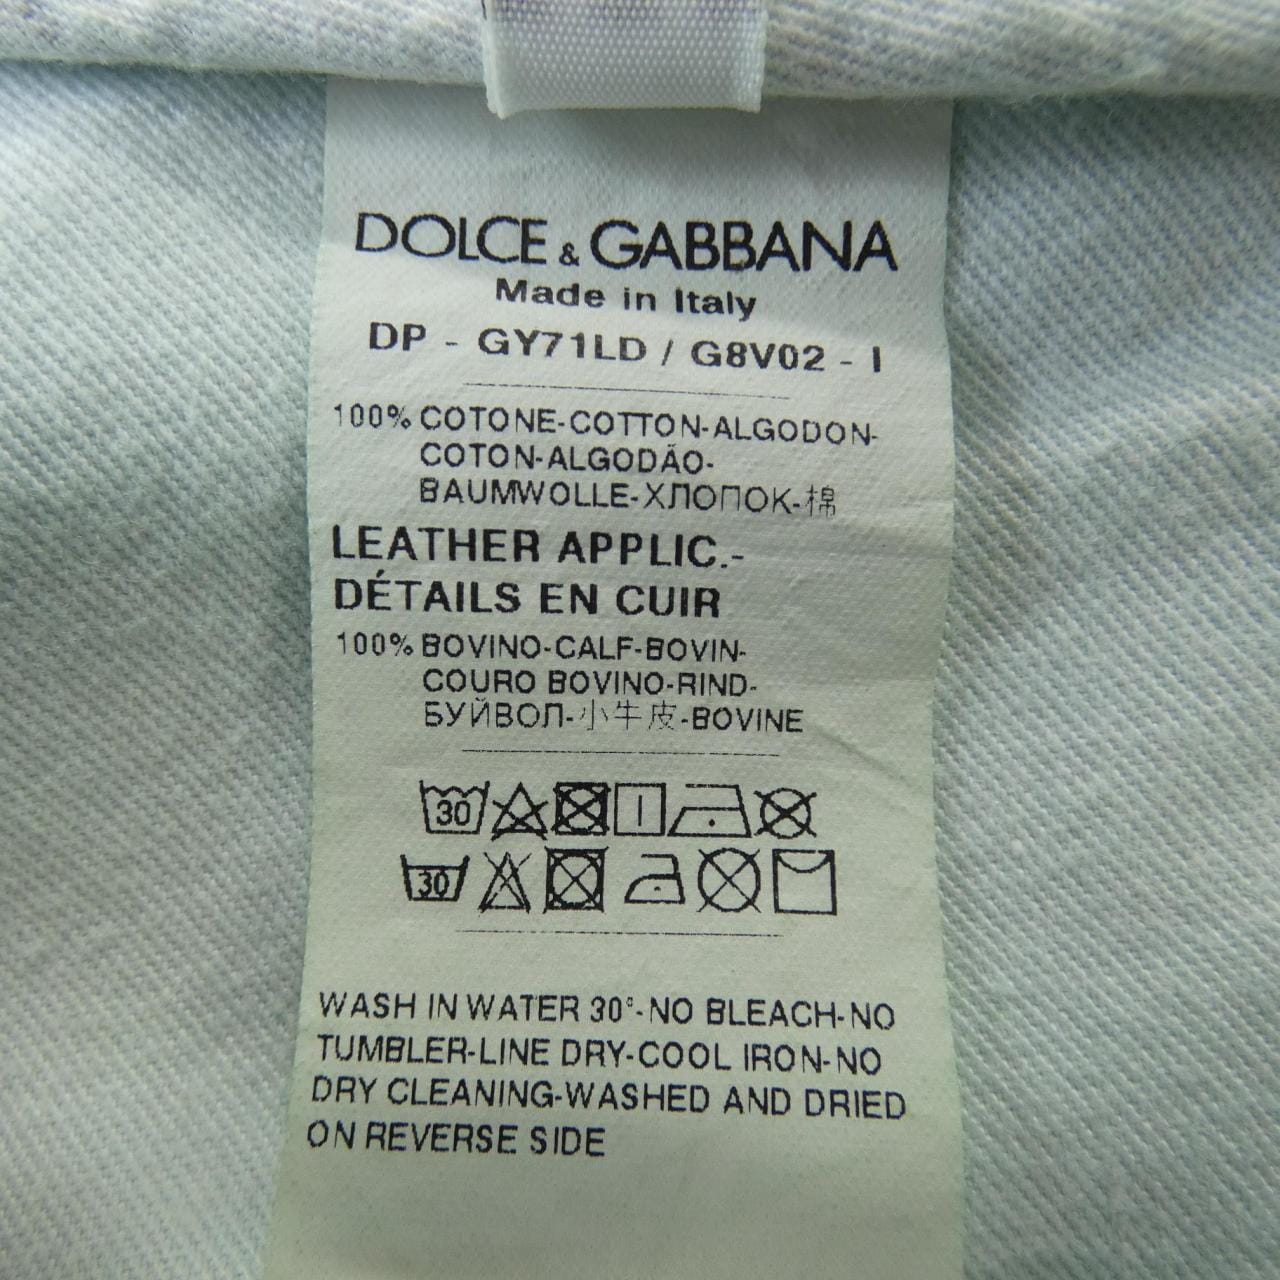 DOLCE & GABBANA
Made in Italy
DP - GY71LD / G8V02 - I
100% COTONE-COTTON-ALGODON-
COTON-ALGODÃO-
BAUMWOLLE-ХЛОПОК-棉
LEATHER APPLIC.-
DÉTAILS EN CUIR
100% BOVINO-CALF-BOVIN-
COURO BOVINO-RIND-
БУЙВОЛ-小牛皮-BOVINE
30
30
WASH IN WATER 30°-NO BLEACH-NO
TUMBLER-LINE DRY-COOL IRON-NO
DRY CLEANING-WASHED AND DRIED
ON REVERSE SIDE